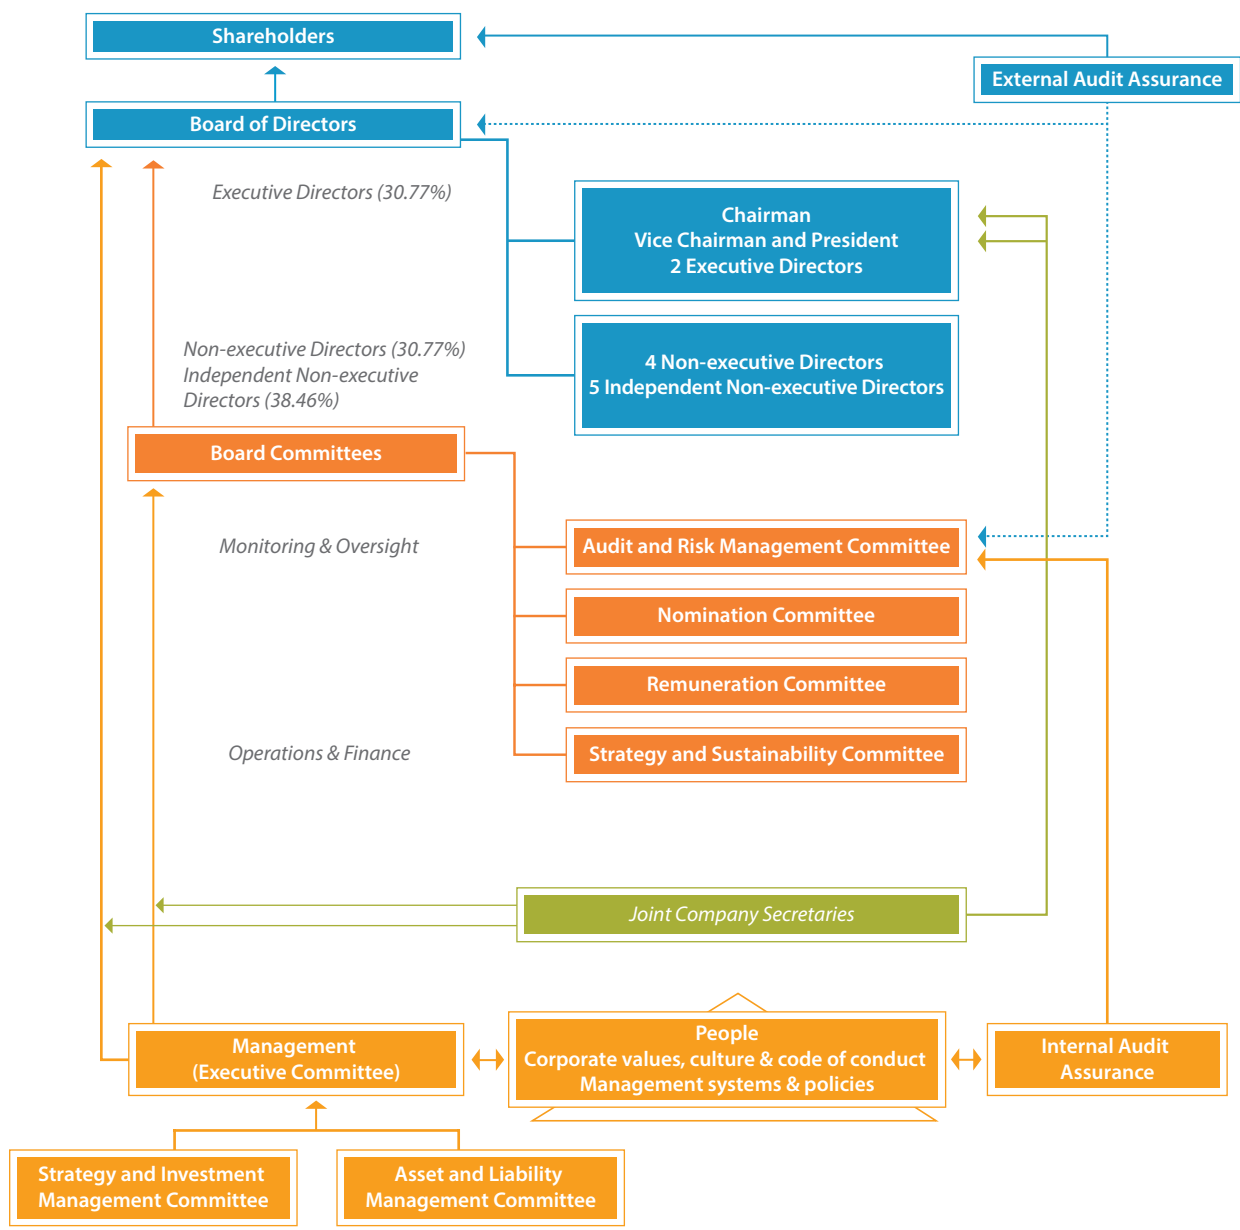 Shareholders
External Audit Assurance
Board of Directors
Executive Directors (30.77%)
Chairman
Vice Chairman and President
2 Executive Directors
Non-executive Directors (30.77%)
Independent Non-executive
Directors (38.46%)
4 Non-executive Directors
5 Independent Non-executive Directors
Board Committees
Monitoring & Oversight
Audit and Risk Management Committee
Nomination Committee
Remuneration Committee
Operations & Finance
Strategy and Sustainability Committee
Joint Company Secretaries
Management
(Executive Committee)
People
Corporate values, culture & code of conduct
Management systems & policies
Internal Audit
Assurance
Strategy and Investment
Management Committee
Asset and Liability
Management Committee